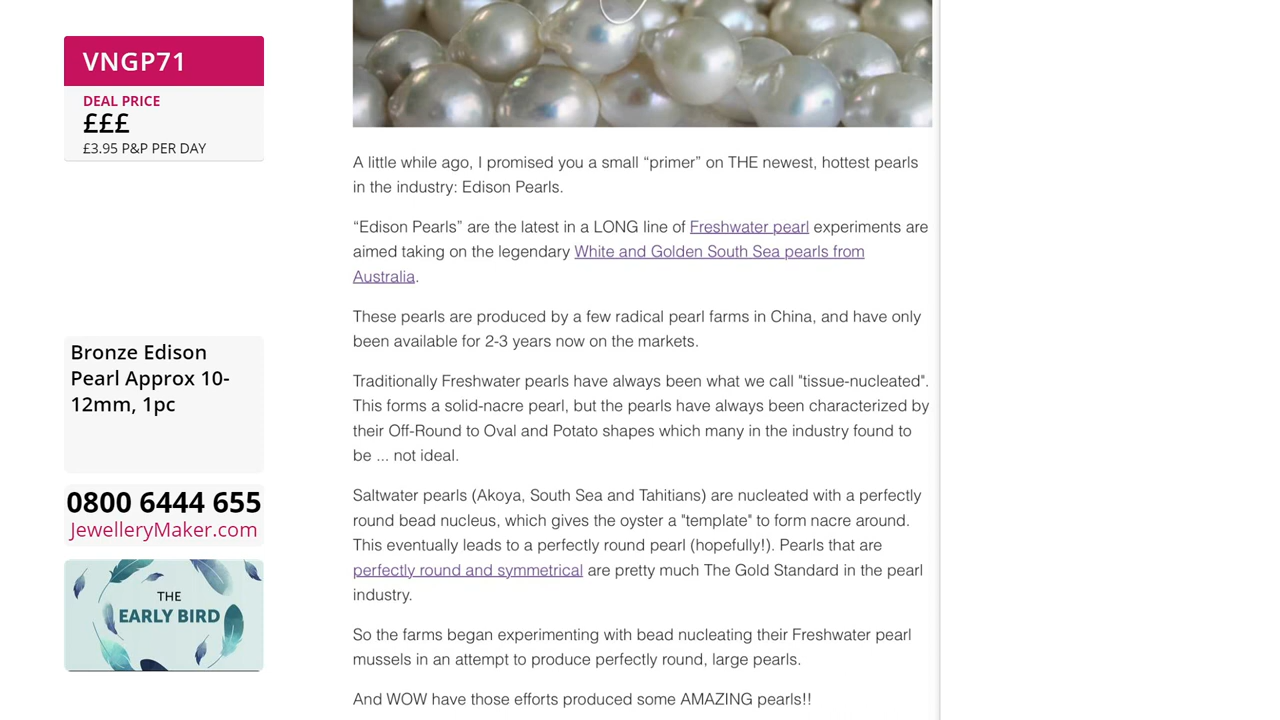 VNGP71
DEAL PRICE
£££
£3.95 P&P PER DAY
Bronze Edison
Pearl Approx 10-
12mm, 1pc
0800 6444 655
JewelleryMaker.com
THE
EARLY BIRD
A little while ago, I promised you a small “primer” on THE newest, hottest pearls
in the industry: Edison Pearls.
“Edison Pearls” are the latest in a LONG line of Freshwater pearl experiments are
aimed taking on the legendary White and Golden South Sea pearls from
Australia.
These pearls are produced by a few radical pearl farms in China, and have only
been available for 2-3 years now on the markets.
Traditionally Freshwater pearls have always been what we call "tissue-nucleated".
This forms a solid-nacre pearl, but the pearls have always been characterized by
their Off-Round to Oval and Potato shapes which many in the industry found to
be ... not ideal.
Saltwater pearls (Akoya, South Sea and Tahitians) are nucleated with a perfectly
round bead nucleus, which gives the oyster a "template" to form nacre around.
This eventually leads to a perfectly round pearl (hopefully!). Pearls that are
perfectly round and symmetrical are pretty much The Gold Standard in the pearl
industry.
So the farms began experimenting with bead nucleating their Freshwater pearl
mussels in an attempt to produce perfectly round, large pearls.
And WOW have those efforts produced some AMAZING pearls!!